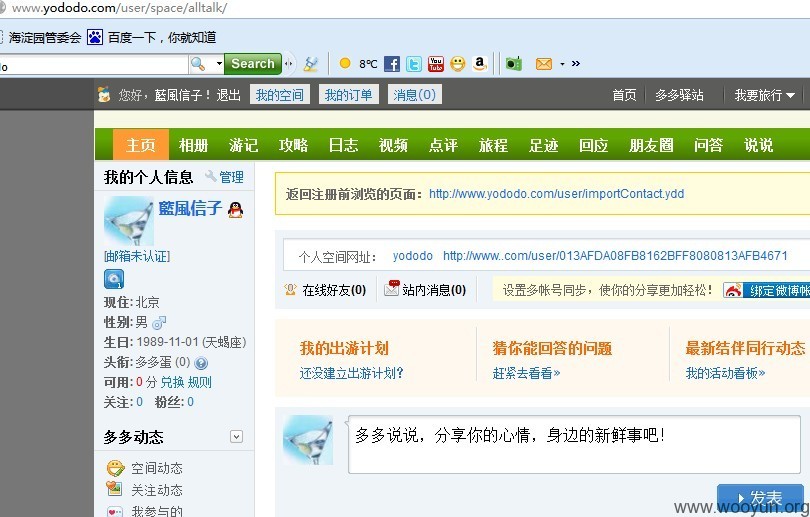 www.yododo.com/user/space/alltalk/
海淀园管委会 百度一下，你就知道
lo Search 8℃
您好，藍風信子！退出 我的空间 我的订单 消息(0) 首页 多多驿站 我要旅行
主页 相册 游记 攻略 日志 视频 点评 旅程 足迹 回应 朋友圈 问答 说说
我的个人信息 管理
返回注册前浏览的页面：http://www.yododo.com/user/importContact.ydd
藍風信子
[邮箱未认证]
个人空间网址： yododo http://www..com/user/013AFDA08FB8162BFF8080813AFB4671
在线好友(0) 站内消息(0) 设置多帐号同步，使你的分享更加轻松！ 绑定微博帐
现住：北京
性别：男
生日：1989-11-01 (天蝎座)
头衔：多多蛋 (0)
可用：0 分 兑换 规则
关注：0 粉丝：0
我的出游计划 猜你能回答的问题 最新结伴同行动态
还没建立出游计划？ 赶紧去看看» 我的活动看板»
多多动态
空间动态
关注动态
我参与的
多多说说，分享你的心情，身边的新鲜事吧！
发表
www.wooyun.org